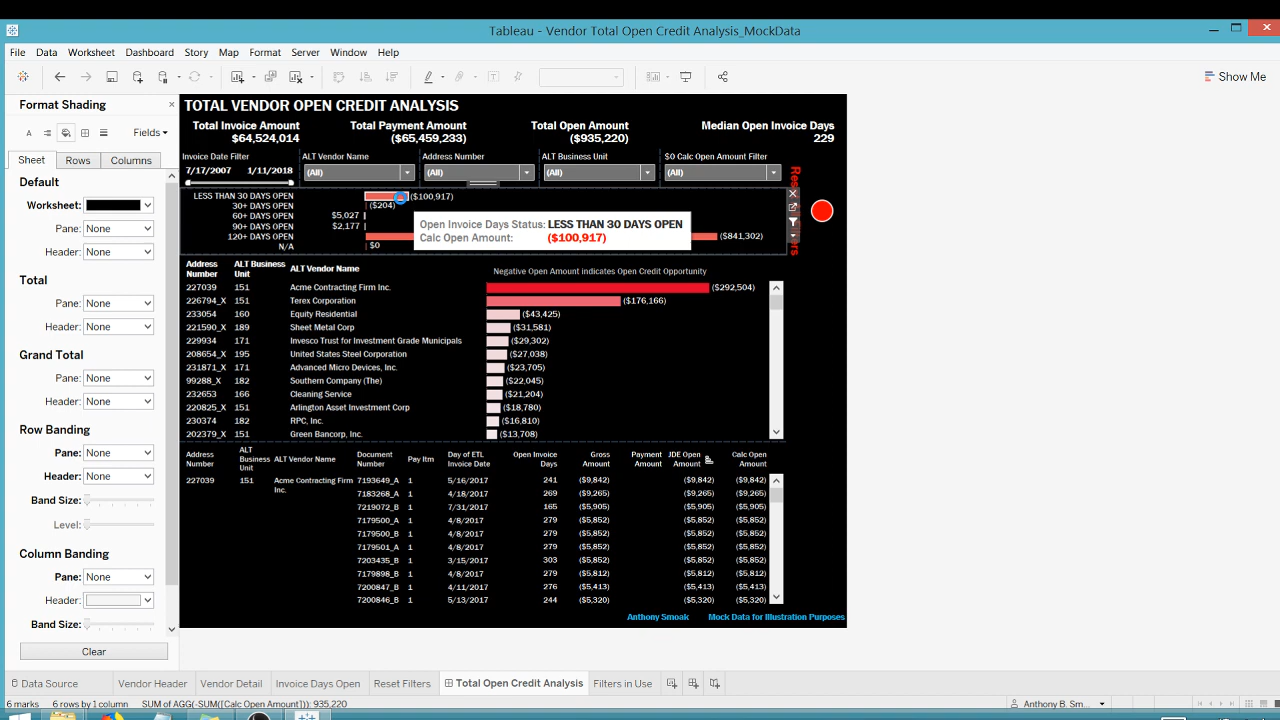 Tableau - Vendor Total Open Credit Analysis_MockData
File Data Worksheet Dashboard Story Map Format Server Window Help
Show Me
Format Shading
Fields
Sheet Rows Columns
Default
Worksheet:
Pane: None
Header: None
Total
Pane: None
Header: None
Grand Total
Pane: None
Header: None
Row Banding
Pane: None
Header: None
Band Size:
Level:
Column Banding
Pane: None
Header:
Band Size:
Clear
TOTAL VENDOR OPEN CREDIT ANALYSIS
Total Invoice Amount Total Payment Amount Total Open Amount Median Open Invoice Days
$64,524,014 ($65,459,233) ($935,220) 229
Invoice Date Filter ALT Vendor Name Address Number ALT Business Unit $0 Calc Open Amount Filter
7/17/2007 1/11/2018 (All) (All) (All) (All)
LESS THAN 30 DAYS OPEN ($100,917)
30+ DAYS OPEN ($204)
60+ DAYS OPEN $5,027
90+ DAYS OPEN $2,177
120+ DAYS OPEN ($841,302)
N/A $0
Open Invoice Days Status: LESS THAN 30 DAYS OPEN
Calc Open Amount: ($100,917)
Address Number ALT Business Unit ALT Vendor Name Negative Open Amount indicates Open Credit Opportunity
227039 151 Acme Contracting Firm Inc. ($292,504)
226794_X 151 Terex Corporation ($176,166)
233054 160 Equity Residential ($43,425)
221590_X 189 Sheet Metal Corp ($31,581)
229934 171 Invesco Trust for Investment Grade Municipals ($29,302)
208654_X 195 United States Steel Corporation ($27,038)
231871_X 171 Advanced Micro Devices, Inc. ($23,705)
99288_X 182 Southern Company (The) ($22,045)
232653 166 Cleaning Service ($21,204)
220825_X 151 Arlington Asset Investment Corp ($18,780)
230374 182 RPC, Inc. ($16,810)
202379_X 151 Green Bancorp, Inc. ($13,708)
Address Number ALT Business Unit ALT Vendor Name Document Number Pay Itm Day of ETL Invoice Date Open Invoice Days Gross Amount Payment Amount JDE Open Amount Calc Open Amount
227039 151 Acme Contracting Firm Inc. 7193649_A 1 5/16/2017 241 ($9,842) ($9,842) ($9,842)
7183268_A 1 4/18/2017 269 ($9,265) ($9,265) ($9,265)
7219072_B 1 7/31/2017 165 ($5,905) ($5,905) ($5,905)
7179500_A 1 4/8/2017 279 ($5,852) ($5,852) ($5,852)
7179500_B 1 4/8/2017 279 ($5,852) ($5,852) ($5,852)
7179501_A 1 4/8/2017 279 ($5,852) ($5,852) ($5,852)
7203435_B 1 3/15/2017 303 ($5,852) ($5,852) ($5,852)
7179898_B 1 4/8/2017 279 ($5,812) ($5,812) ($5,812)
7200847_B 1 4/11/2017 276 ($5,413) ($5,413) ($5,413)
7200846_B 1 5/13/2017 244 ($5,320) ($5,320) ($5,320)
Anthony Smoak Mock Data for Illustration Purposes
Data Source Vendor Header Vendor Detail Invoice Days Open Reset Filters Total Open Credit Analysis Filters in Use
6 marks 6 rows by 1 column SUM of AGG(-SUM([Calc Open Amount])): 935,220 Anthony B. Sm...